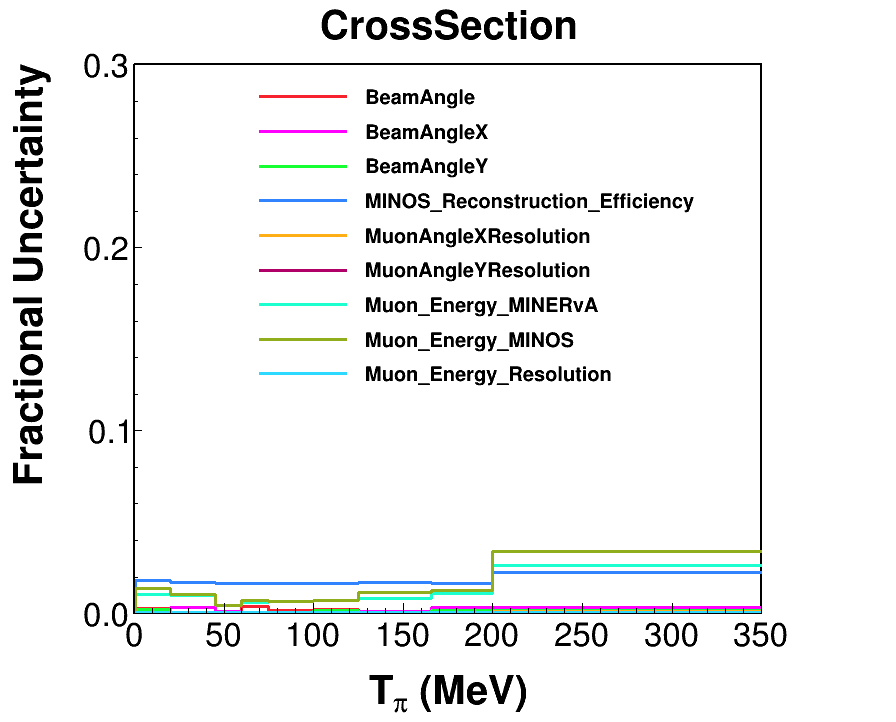 CrossSection
Fractional Uncertainty
0.3
0.2
0.1
0.0
BeamAngle
BeamAngleX
BeamAngleY
MINOS_Reconstruction_Efficiency
MuonAngleXResolution
MuonAngleYResolution
Muon_Energy_MINERvA
Muon_Energy_MINOS
Muon_Energy_Resolution
0 50 100 150 200 250 300 350
Tπ (MeV)